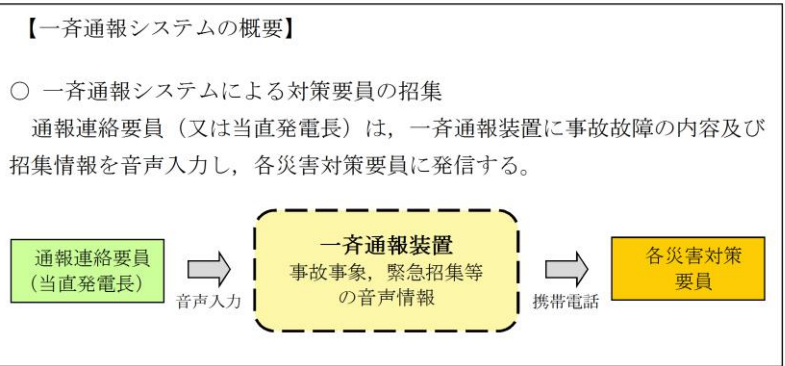 【一斉通報システムの概要】
○ 一斉通報システムによる対策要員の招集
通報連絡要員（又は当直発電長）は，一斉通報装置に事故故障の内容及び
招集情報を音声入力し，各災害対策要員に発信する。
通報連絡要員
（当直発電長）
音声入力
一斉通報装置
事故事象，緊急招集等
の音声情報
携帯電話
各災害対策
要員